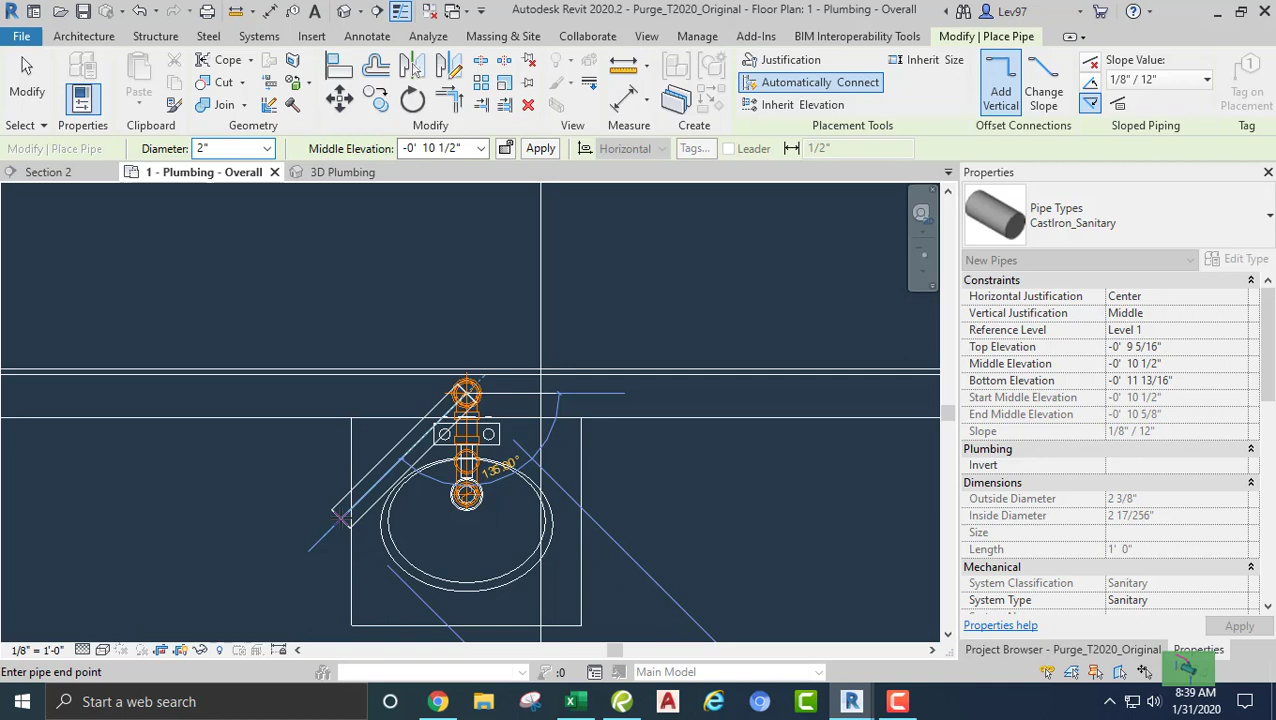 Autodesk Revit 2020.2 - Purge_T2020_Original - Floor Plan: 1 - Plumbing - Overall
Lev97
File Architecture Structure Steel Systems Insert Annotate Analyze Massing & Site Collaborate View Manage Add-Ins BIM Interoperability Tools Modify | Place Pipe
Modify
Paste
Cope
Cut
Join
Justification
Automatically Connect
Inherit Elevation
Inherit Size
Add Vertical
Change Slope
Slope Value:
1/8" / 12"
Tag on Placement
Select Properties Clipboard Geometry Modify View Measure Create Placement Tools Offset Connections Sloped Piping Tag
Modify | Place Pipe Diameter: 2" Middle Elevation: -0' 10 1/2" Apply Horizontal Tags... Leader 1/2"
Section 2 1 - Plumbing - Overall 3D Plumbing
135.00°
Properties
Pipe Types
CastIron_Sanitary
New Pipes Edit Type
Constraints
Horizontal Justification Center
Vertical Justification Middle
Reference Level Level 1
Top Elevation -0' 9 5/16"
Middle Elevation -0' 10 1/2"
Bottom Elevation -0' 11 13/16"
Start Middle Elevation -0' 10 1/2"
End Middle Elevation -0' 10 5/8"
Slope 1/8" / 12"
Plumbing
Invert
Dimensions
Outside Diameter 2 3/8"
Inside Diameter 2 17/256"
Size
Length 1' 0"
Mechanical
System Classification Sanitary
System Type Sanitary
Properties help Apply
Project Browser - Purge_T2020_Original Properties
1/8" = 1'-0"
Enter pipe end point :0 Main Model
Start a web search
8:39 AM
1/31/2020